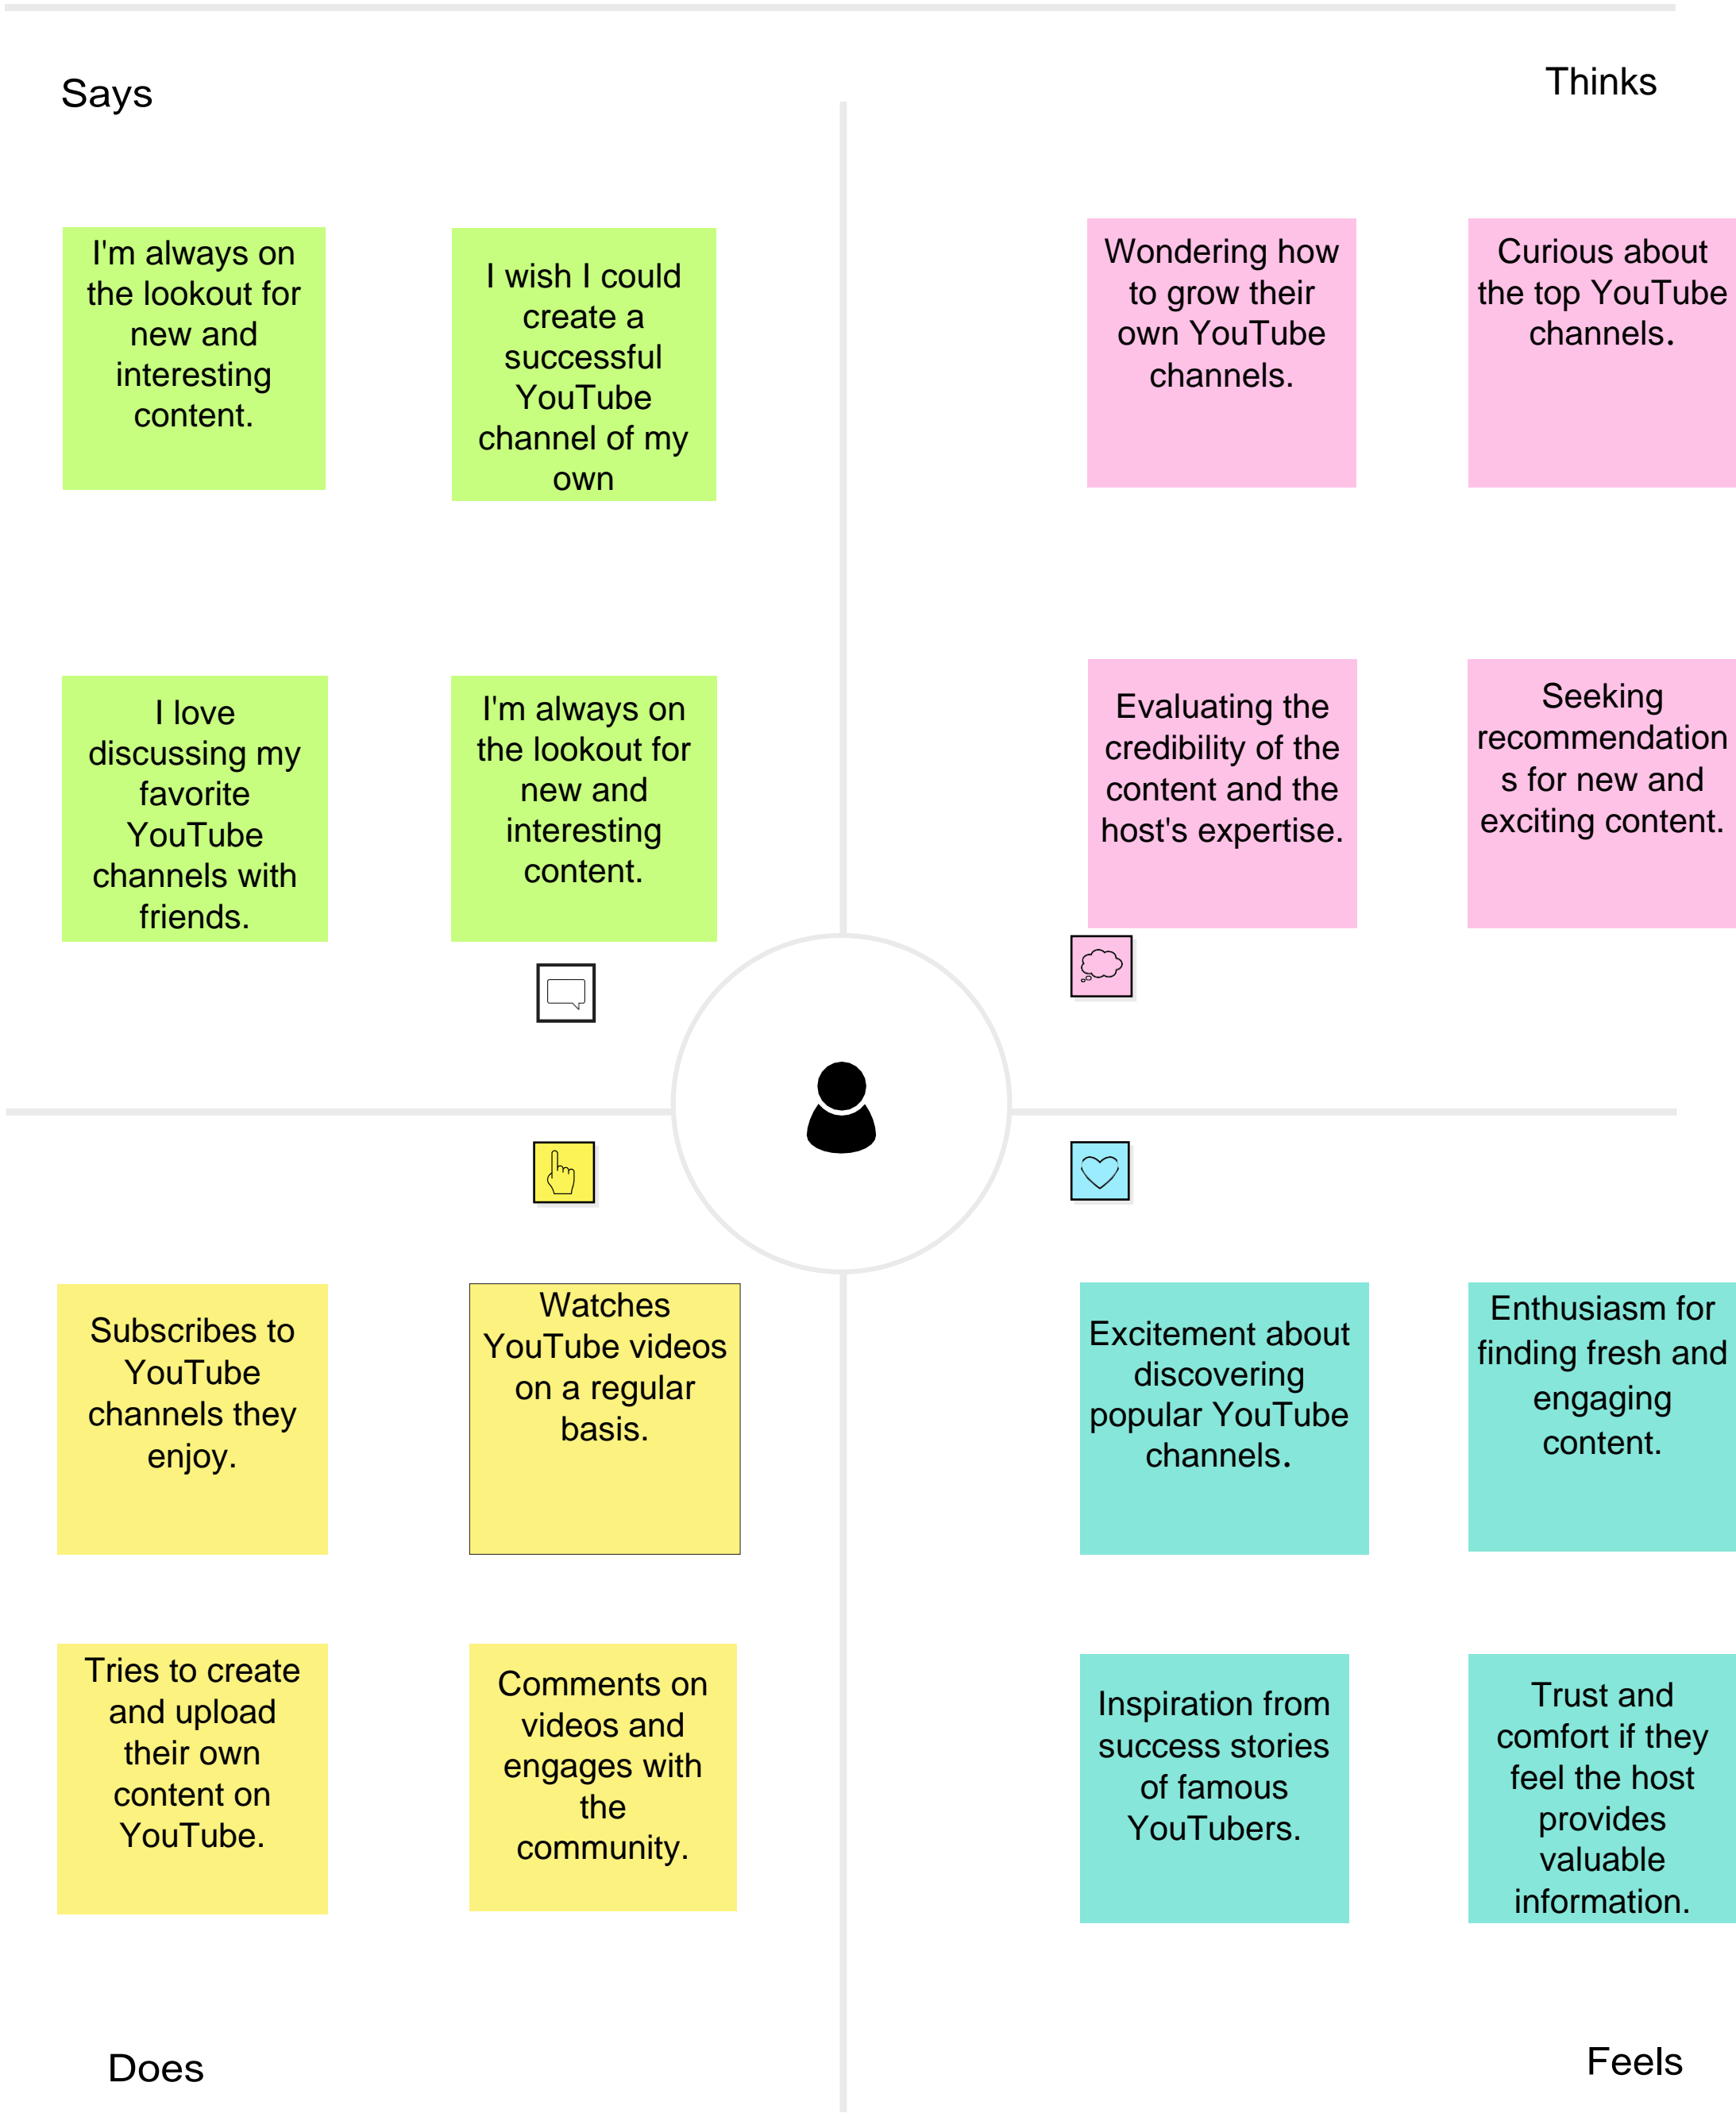 Says
Thinks
I'm always on
the lookout for
new and
interesting
content.
I wish I could
create a
successful
YouTube
channel of my
own
Wondering how
to grow their
own YouTube
channels.
Curious about
the top YouTube
channels.
I love
discussing my
favorite
YouTube
channels with
friends.
I'm always on
the lookout for
new and
interesting
content.
Evaluating the
credibility of the
content and the
host's expertise.
Seeking
recommendation
s for new and
exciting content.
Subscribes to
YouTube
channels they
enjoy.
Watches
YouTube videos
on a regular
basis.
Excitement about
discovering
popular YouTube
channels.
Enthusiasm for
finding fresh and
engaging
content.
Tries to create
and upload
their own
content on
YouTube.
Comments on
videos and
engages with
the
community.
Inspiration from
success stories
of famous
YouTubers.
Trust and
comfort if they
feel the host
provides
valuable
information.
Does
Feels